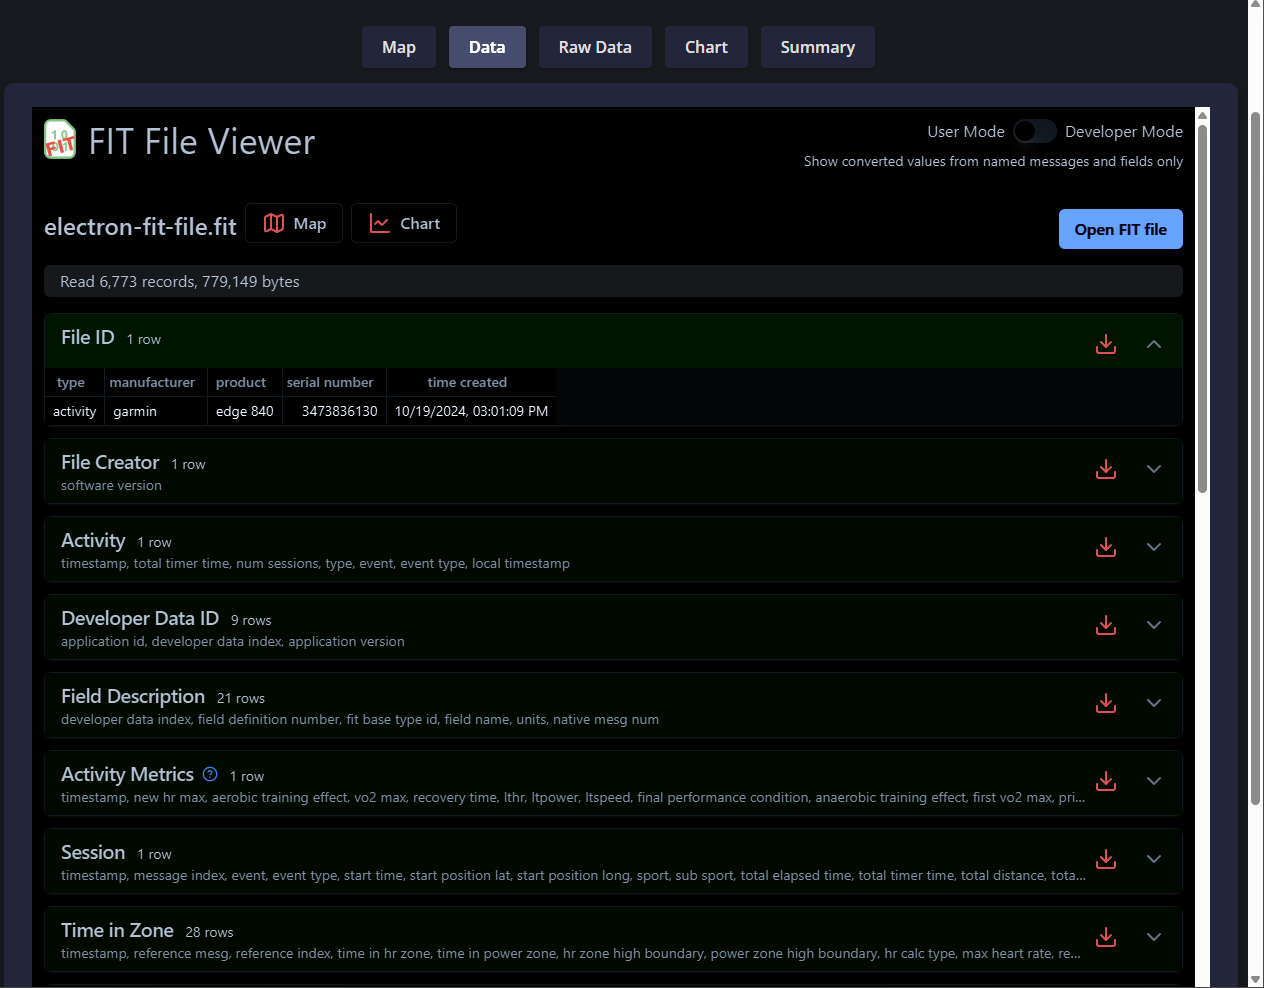 Map Data Raw Data Chart Summary
FIT File Viewer
User Mode Developer Mode
Show converted values from named messages and fields only
electron-fit-file.fit Map Chart
Open FIT file
Read 6,773 records, 779,149 bytes
File ID 1 row
type manufacturer product serial number time created
activity garmin edge 840 3473836130 10/19/2024, 03:01:09 PM
File Creator 1 row
software version
Activity 1 row
timestamp, total timer time, num sessions, type, event, event type, local timestamp
Developer Data ID 9 rows
application id, developer data index, application version
Field Description 21 rows
developer data index, field definition number, fit base type id, field name, units, native mesg num
Activity Metrics ? 1 row
timestamp, new hr max, aerobic training effect, vo2 max, recovery time, lthr, ltpower, ltspeed, final performance condition, anaerobic training effect, first vo2 max, pri...
Session 1 row
timestamp, message index, event, event type, start time, start position lat, start position long, sport, sub sport, total elapsed time, total timer time, total distance, tota...
Time in Zone 28 rows
timestamp, reference mesg, reference index, time in hr zone, time in power zone, hr zone high boundary, power zone high boundary, hr calc type, max heart rate, re...